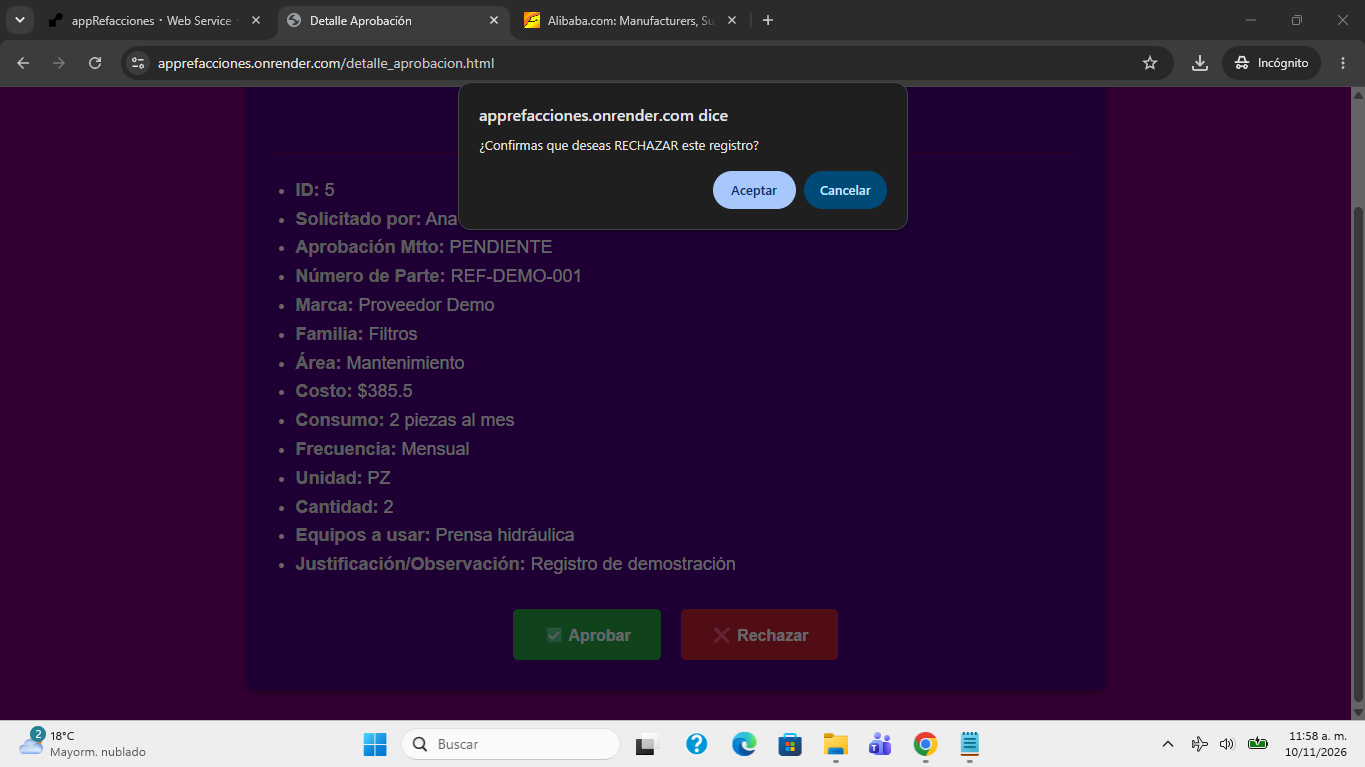 appRefacciones · Web Service
Detalle Aprobación
Alibaba.com: Manufacturers, Su
apprefacciones.onrender.com/detalle_aprobacion.html
Incógnito
apprefacciones.onrender.com dice
¿Confirmas que deseas RECHAZAR este registro?
Aceptar
Cancelar
ID: 5
Solicitado por: Ana
Aprobación Mtto: PENDIENTE
Número de Parte: REF-DEMO-001
Marca: Proveedor Demo
Familia: Filtros
Área: Mantenimiento
Costo: $385.5
Consumo: 2 piezas al mes
Frecuencia: Mensual
Unidad: PZ
Cantidad: 2
Equipos a usar: Prensa hidráulica
Justificación/Observación: Registro de demostración
Aprobar
Rechazar
2
18°C
Mayorm. nublado
Buscar
11:58 a. m.
10/11/2026